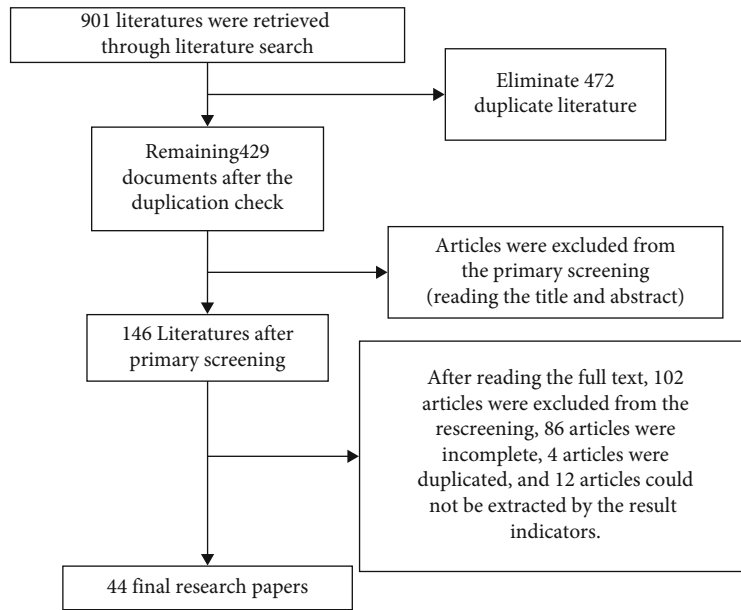 901 literatures were retrieved
through literature search
Eliminate 472
duplicate literature
Remaining429
documents after the
duplication check
Articles were excluded from
the primary screening
(reading the title and abstract)
146 Literatures after
primary screening
After reading the full text, 102
articles were excluded from the
rescreening, 86 articles were
incomplete, 4 articles were
duplicated, and 12 articles could
not be extracted by the result
indicators.
44 final research papers